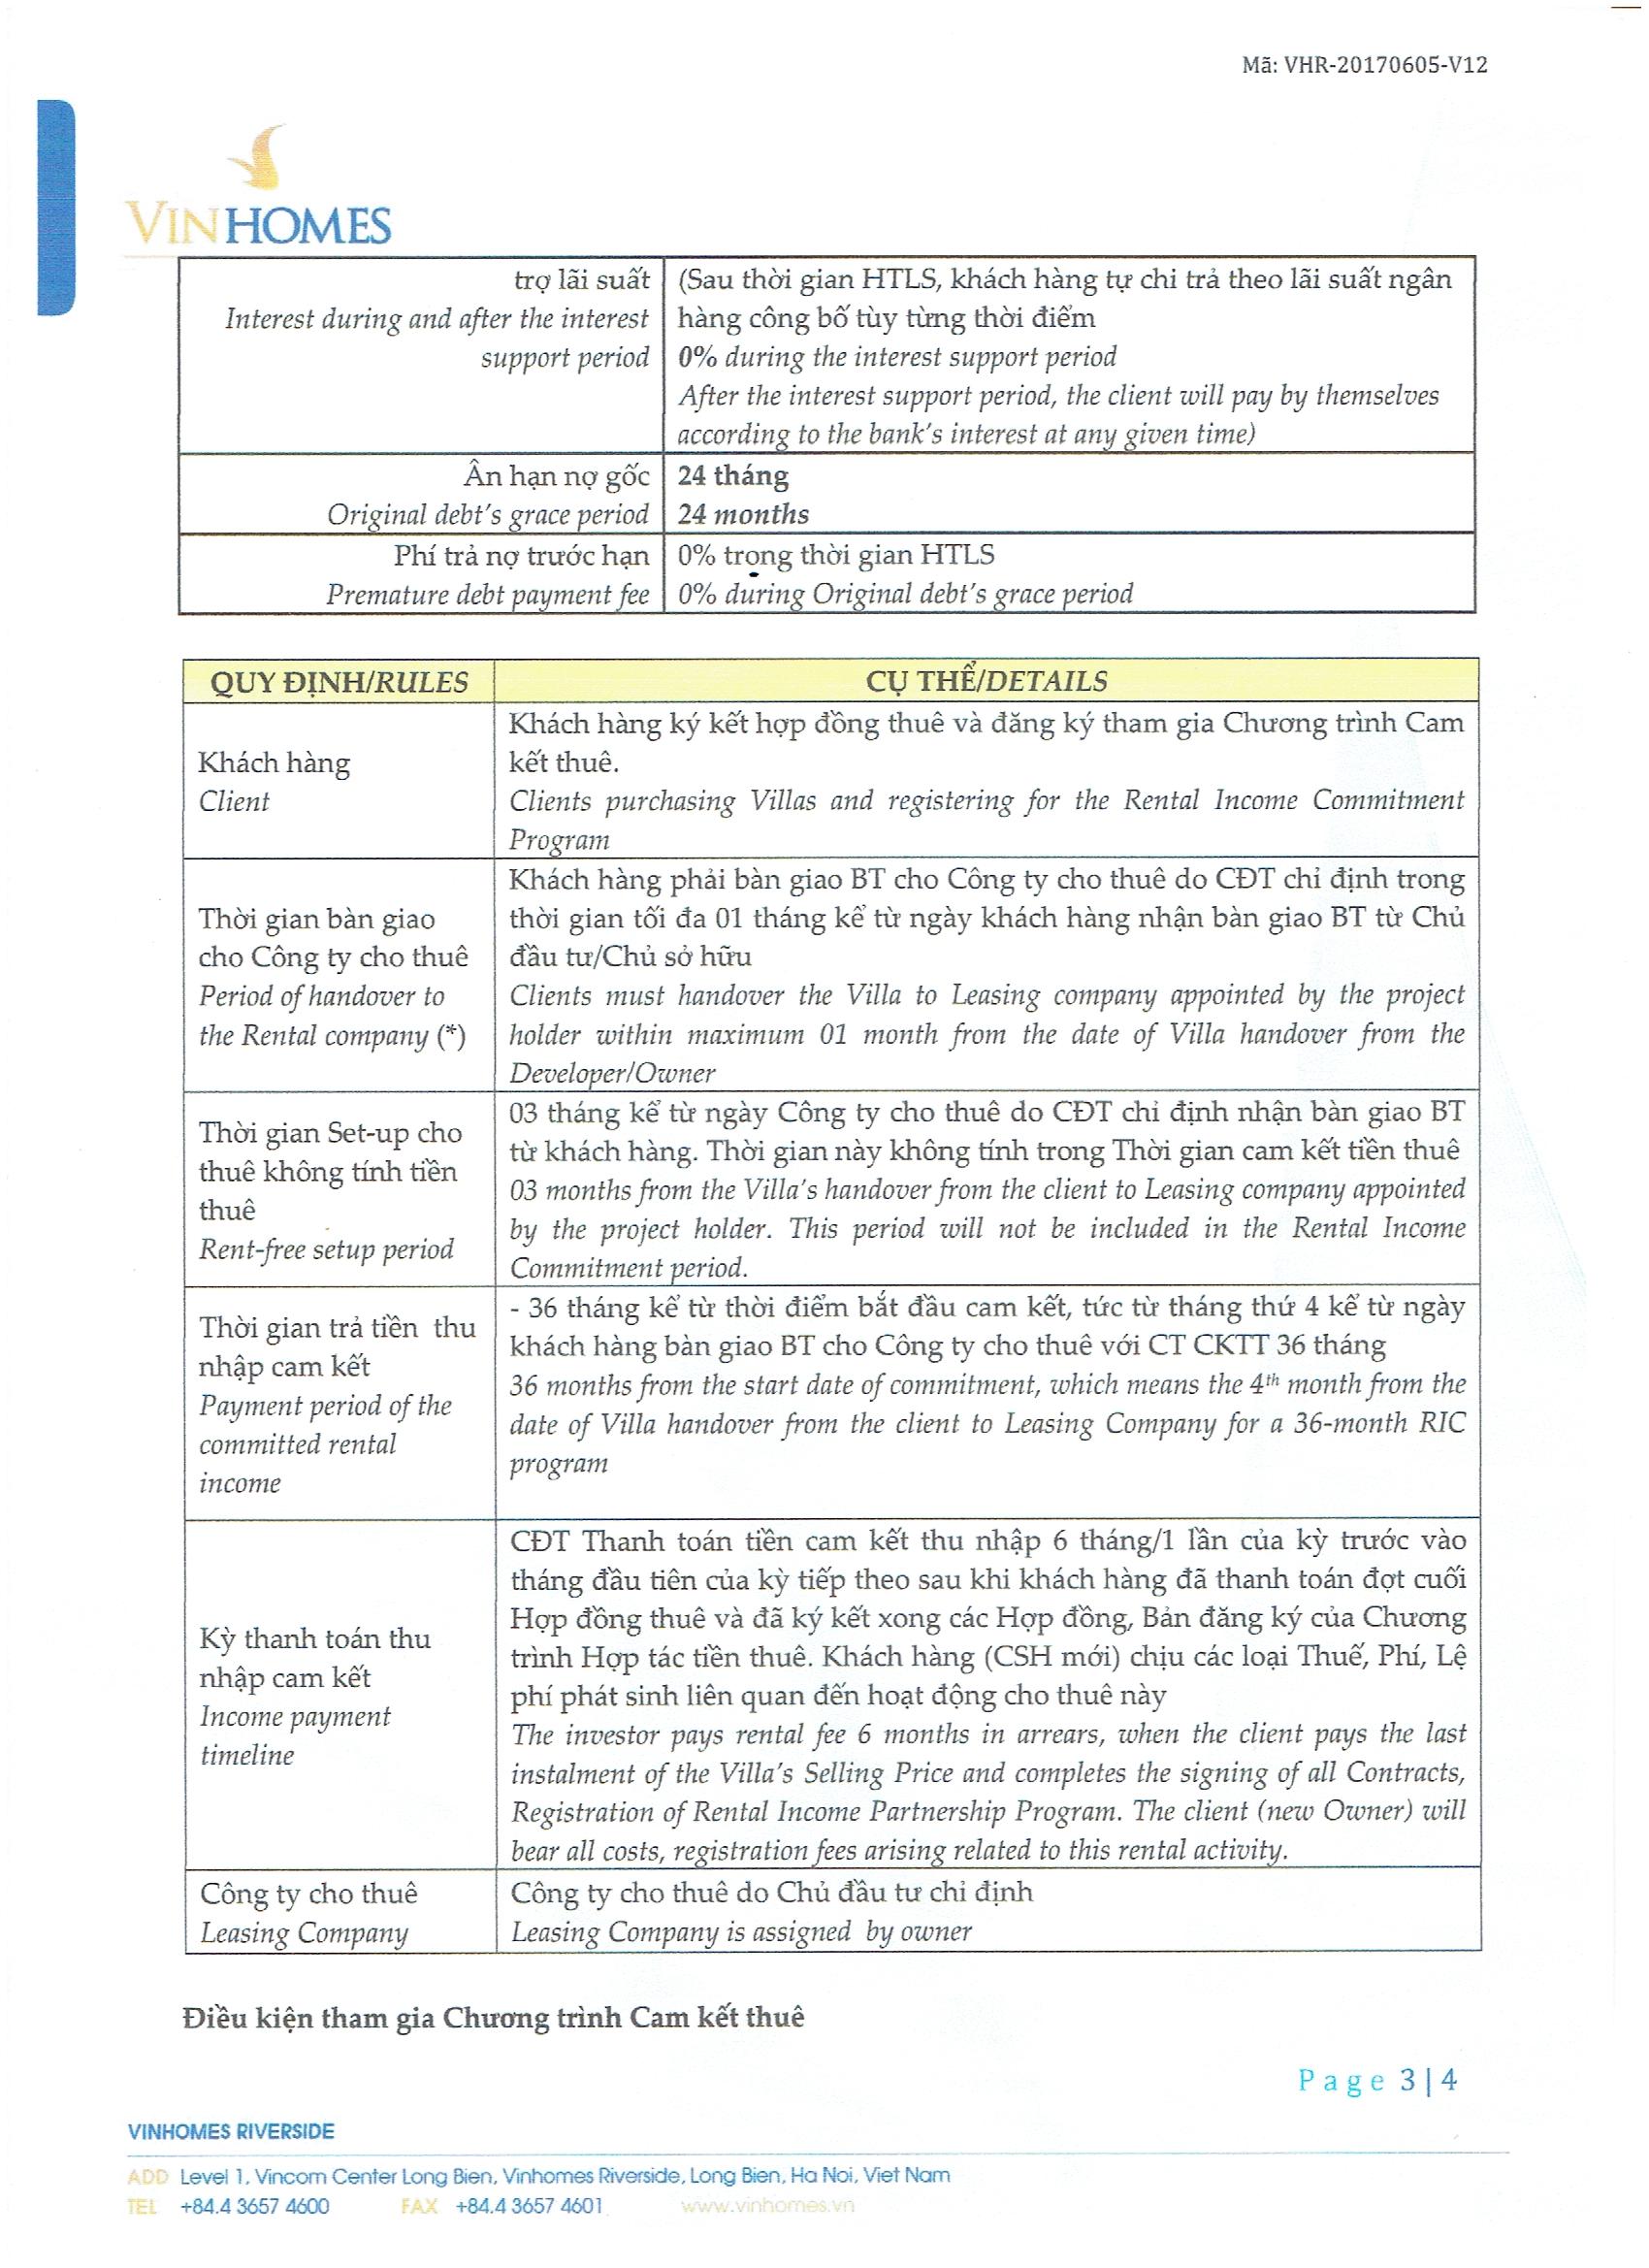 Mã: VHR-20170605-V12
VINHOMES
trợ lãi suất
Interest during and after the interest
support period
(Sau thời gian HTLS, khách hàng tự chi trả theo lãi suất ngân
hàng công bố tùy từng thời điểm
0% during the interest support period
After the interest support period, the client will pay by themselves
according to the bank's interest at any given time)
Ân hạn nợ gốc
Original debt's grace period
24 tháng
24 months
Phí trả nợ trước hạn
Premature debt payment fee
0% trong thời gian HTLS
0% during Original debt's grace period
QUY ĐỊNH/RULES
CỤ THỂ/DETAILS
Khách hàng
Client
Khách hàng ký kết hợp đồng thuê và đăng ký tham gia Chương trình Cam
kết thuê.
Clients purchasing Villas and registering for the Rental Income Commitment
Program
Thời gian bàn giao
cho Công ty cho thuê
Period of handover to
the Rental company (*)
Khách hàng phải bàn giao BT cho Công ty cho thuê do CĐT chỉ định trong
thời gian tối đa 01 tháng kể từ ngày khách hàng nhận bàn giao BT từ Chủ
đầu tư/Chủ sở hữu
Clients must handover the Villa to Leasing company appointed by the project
holder within maximum 01 month from the date of Villa handover from the
Developer/Owner
Thời gian Set-up cho
thuê không tính tiền
thuê
Rent-free setup period
03 tháng kể từ ngày Công ty cho thuê do CĐT chỉ định nhận bàn giao BT
từ khách hàng. Thời gian này không tính trong Thời gian cam kết tiền thuê
03 months from the Villa's handover from the client to Leasing company appointed
by the project holder. This period will not be included in the Rental Income
Commitment period.
Thời gian trả tiền thu
nhập cam kết
Payment period of the
committed rental
income
- 36 tháng kể từ thời điểm bắt đầu cam kết, tức từ tháng thứ 4 kể từ ngày
khách hàng bàn giao BT cho Công ty cho thuê với CT CKTT 36 tháng
36 months from the start date of commitment, which means the 4th month from the
date of Villa handover from the client to Leasing Company for a 36-month RIC
program
Kỳ thanh toán thu
nhập cam kết
Income payment
timeline
CĐT Thanh toán tiền cam kết thu nhập 6 tháng/1 lần của kỳ trước vào
tháng đầu tiên của kỳ tiếp theo sau khi khách hàng đã thanh toán đợt cuối
Hợp đồng thuê và đã ký kết xong các Hợp đồng, Bản đăng ký của Chương
trình Hợp tác tiền thuê. Khách hàng (CSH mới) chịu các loại Thuế, Phí, Lệ
phí phát sinh liên quan đến hoạt động cho thuê này
The investor pays rental fee 6 months in arrears, when the client pays the last
instalment of the Villa's Selling Price and completes the signing of all Contracts,
Registration of Rental Income Partnership Program. The client (new Owner) will
bear all costs, registration fees arising related to this rental activity.
Công ty cho thuê
Leasing Company
Công ty cho thuê do Chủ đầu tư chỉ định
Leasing Company is assigned by owner
Điều kiện tham gia Chương trình Cam kết thuê
Page 3|4
VINHOMES RIVERSIDE
ADD Level 1, Vincom Center Long Bien, Vinhomes Riverside, Long Bien, Ha Noi, Viet Nam
TEL +84.4 3657 4600 FAX +84.4 3657 4601 www.vinhomes.vn